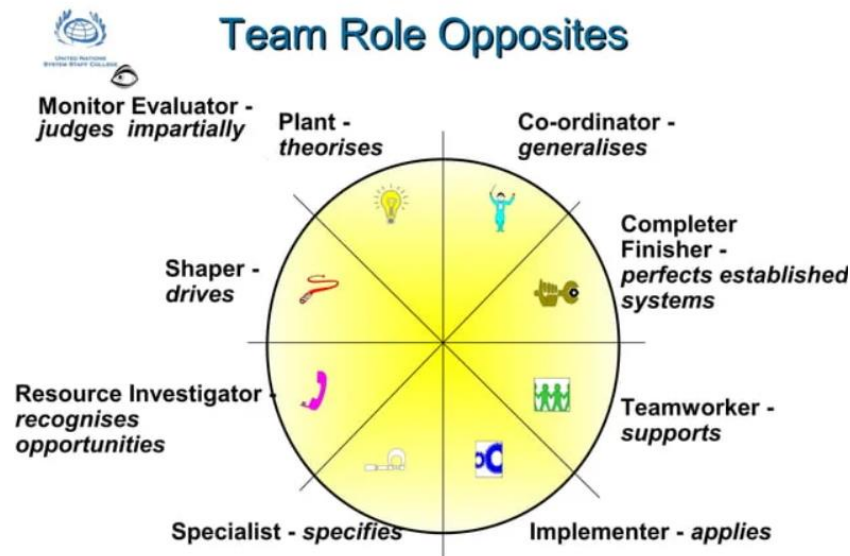 Team Role Opposites
UNITED NATIONS
SYSTEM STAFF COLLEGE
Monitor Evaluator -
judges impartially
Plant -
theorises
Co-ordinator -
generalises
Shaper -
drives
Completer
Finisher -
perfects established
systems
Resource Investigator -
recognises
opportunities
Teamworker -
supports
Specialist - specifies
Implementer - applies